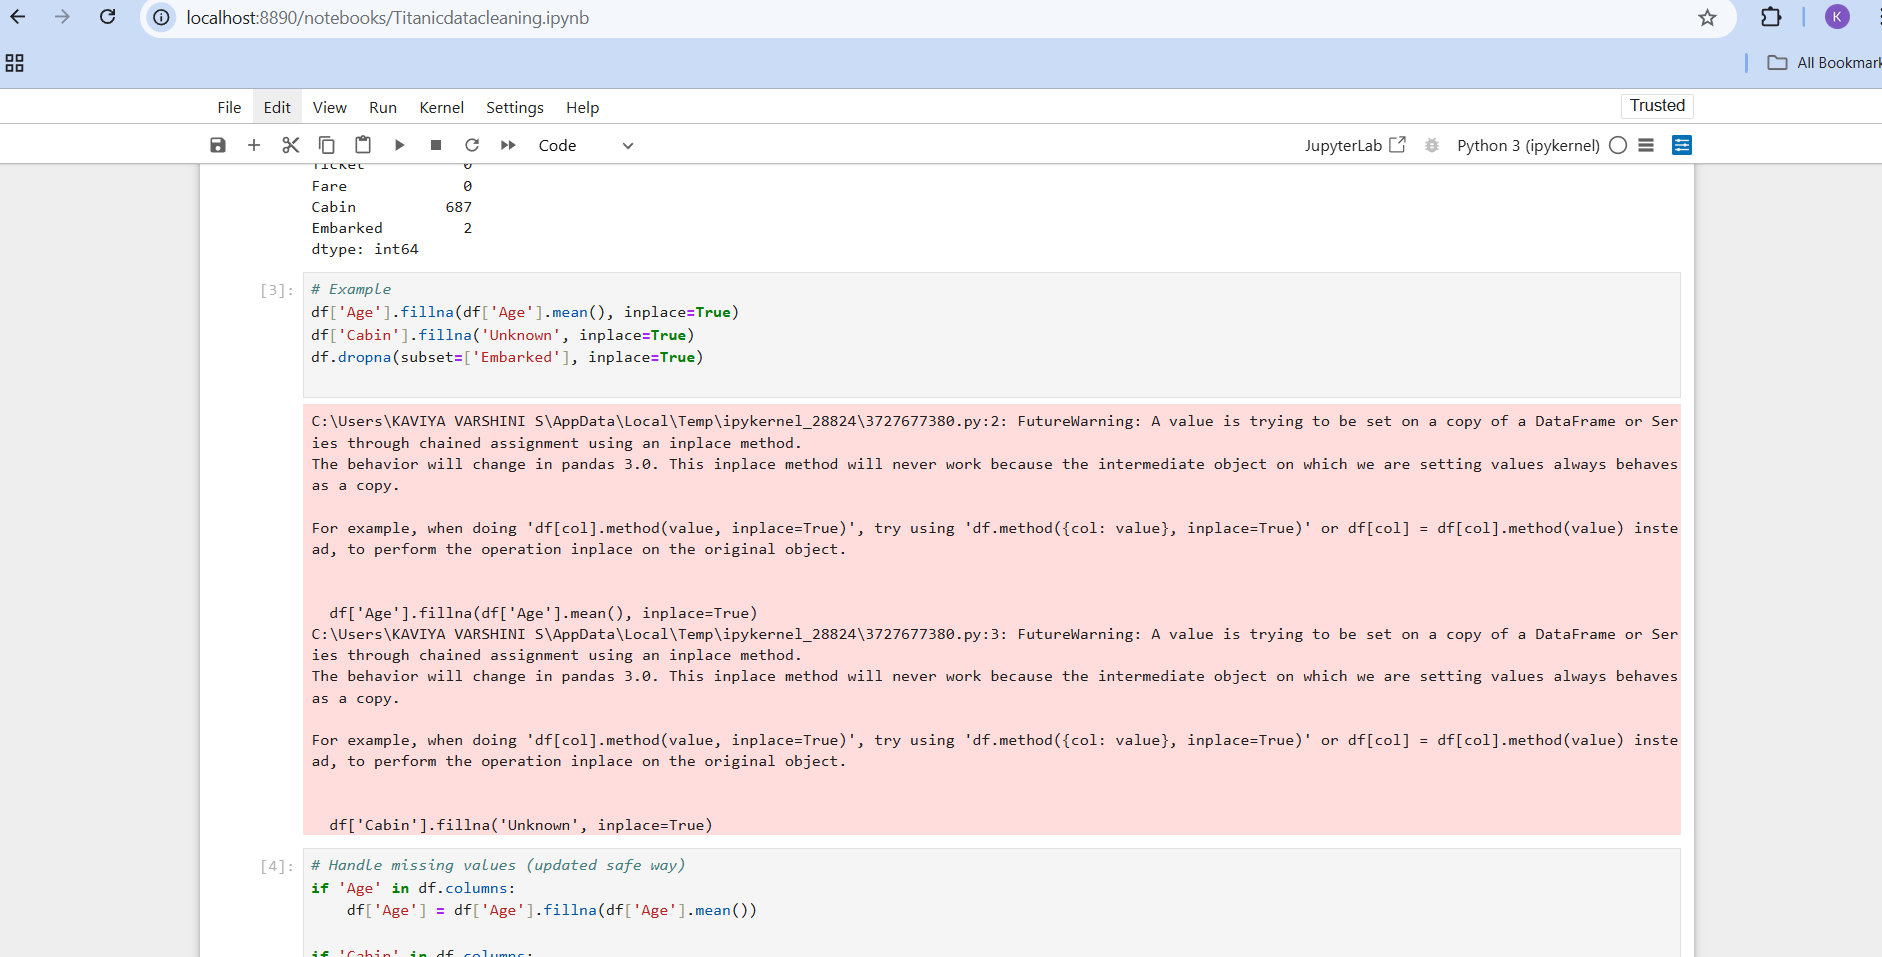 localhost:8890/notebooks/Titanicdatacleaning.ipynb
K
All Bookmark
File Edit View Run Kernel Settings Help
Trusted
Code
JupyterLab
Python 3 (ipykernel)
Ticket 0
Fare 0
Cabin 687
Embarked 2
dtype: int64
[3]:
# Example
df['Age'].fillna(df['Age'].mean(), inplace=True)
df['Cabin'].fillna('Unknown', inplace=True)
df.dropna(subset=['Embarked'], inplace=True)
C:\Users\KAVIYA VARSHINI S\AppData\Local\Temp\ipykernel_28824\3727677380.py:2: FutureWarning: A value is trying to be set on a copy of a DataFrame or Ser
ies through chained assignment using an inplace method.
The behavior will change in pandas 3.0. This inplace method will never work because the intermediate object on which we are setting values always behaves
as a copy.
For example, when doing 'df[col].method(value, inplace=True)', try using 'df.method({col: value}, inplace=True)' or df[col] = df[col].method(value) inste
ad, to perform the operation inplace on the original object.
df['Age'].fillna(df['Age'].mean(), inplace=True)
C:\Users\KAVIYA VARSHINI S\AppData\Local\Temp\ipykernel_28824\3727677380.py:3: FutureWarning: A value is trying to be set on a copy of a DataFrame or Ser
ies through chained assignment using an inplace method.
The behavior will change in pandas 3.0. This inplace method will never work because the intermediate object on which we are setting values always behaves
as a copy.
For example, when doing 'df[col].method(value, inplace=True)', try using 'df.method({col: value}, inplace=True)' or df[col] = df[col].method(value) inste
ad, to perform the operation inplace on the original object.
df['Cabin'].fillna('Unknown', inplace=True)
[4]:
# Handle missing values (updated safe way)
if 'Age' in df.columns:
df['Age'] = df['Age'].fillna(df['Age'].mean())
if 'Cabin' in df.columns: